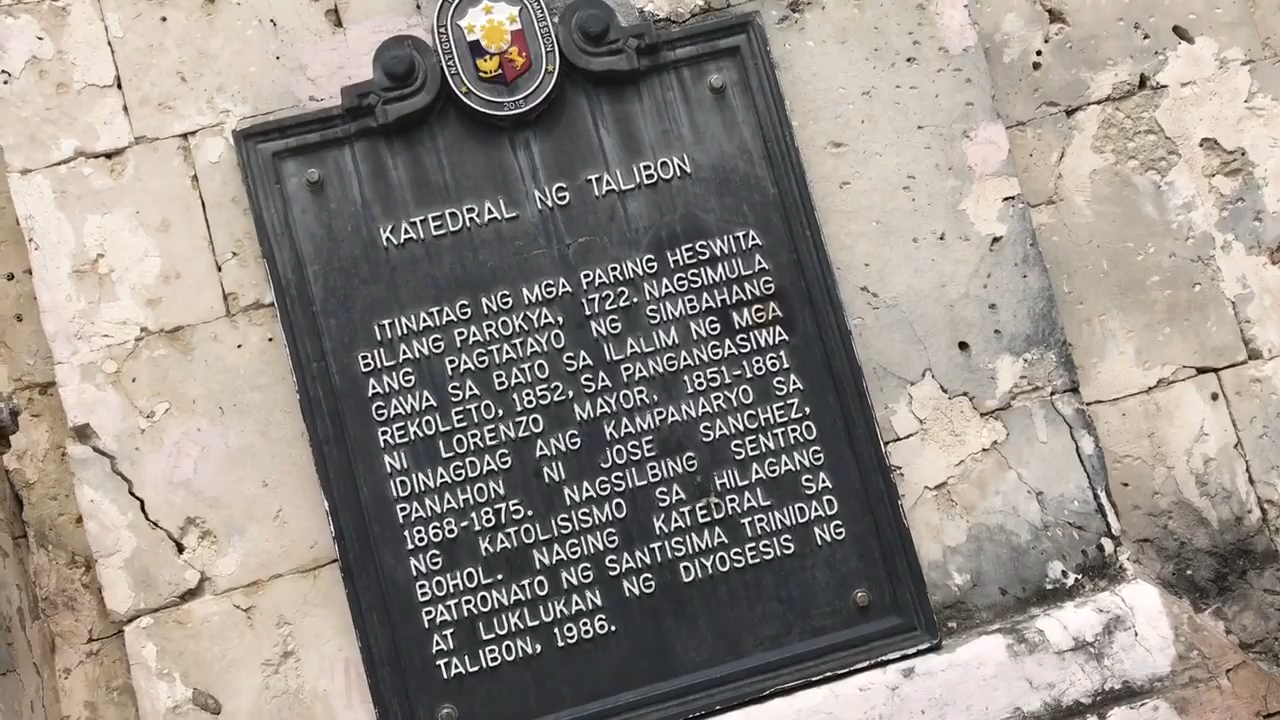 NATIONAL
MMISSION
2015
KATEDRAL NG TALIBON
ITINATAG NG MGA PARING HESWITA
BILANG PAROKYA, 1722. NAGSIMULA
ANG PAGTATAYO NG SIMBAHANG
GAWA SA BATO SA ILALIM NG MGA
REKOLETO, 1852, SA PANGANGASIWA
NI LORENZO MAYOR, 1851-1861
IDINAGDAG ANG KAMPANARYO SA
PANAHON NI JOSE SANCHEZ,
1868-1875. NAGSILBING SENTRO
NG KATOLISISMO SA HILAGANG
BOHOL. NAGING KATEDRAL SA
PATRONATO NG SANTISIMA TRINIDAD
AT LUKLUKAN NG DIYOSESIS NG
TALIBON, 1986.